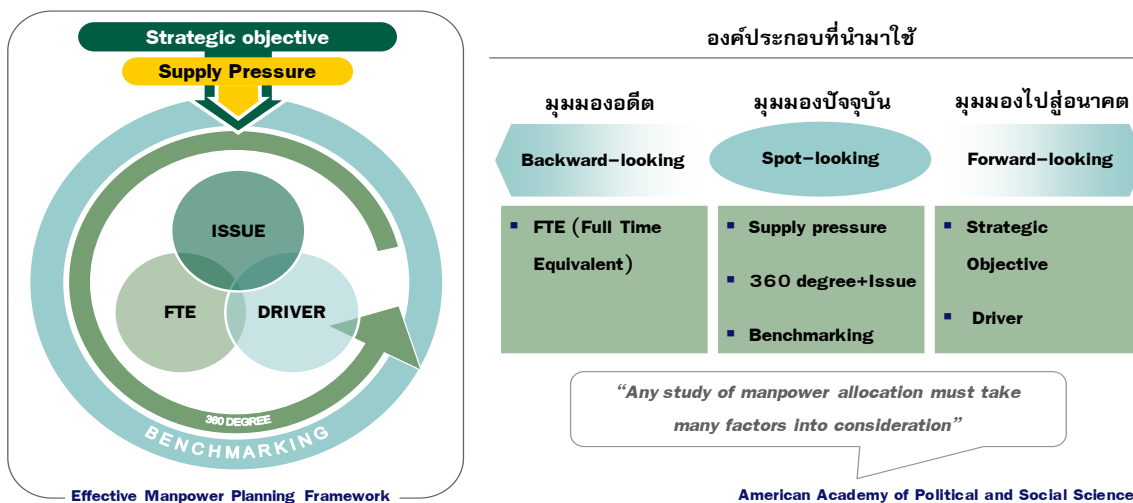 Strategic objective
Supply Pressure
ISSUE
FTE
DRIVER
360 DEGREE
BENCHMARKING
Effective Manpower Planning Framework
องค์ประกอบที่นำมาใช้
มุมมองอดีต
มุมมองปัจจุบัน
มุมมองไปสู่อนาคต
Backward-looking
Spot-looking
Forward-looking
▪ FTE (Full Time
Equivalent)
▪ Supply pressure
▪ 360 degree+Issue
▪ Benchmarking
▪ Strategic
Objective
▪ Driver
“Any study of manpower allocation must take
many factors into consideration”
American Academy of Political and Social Science